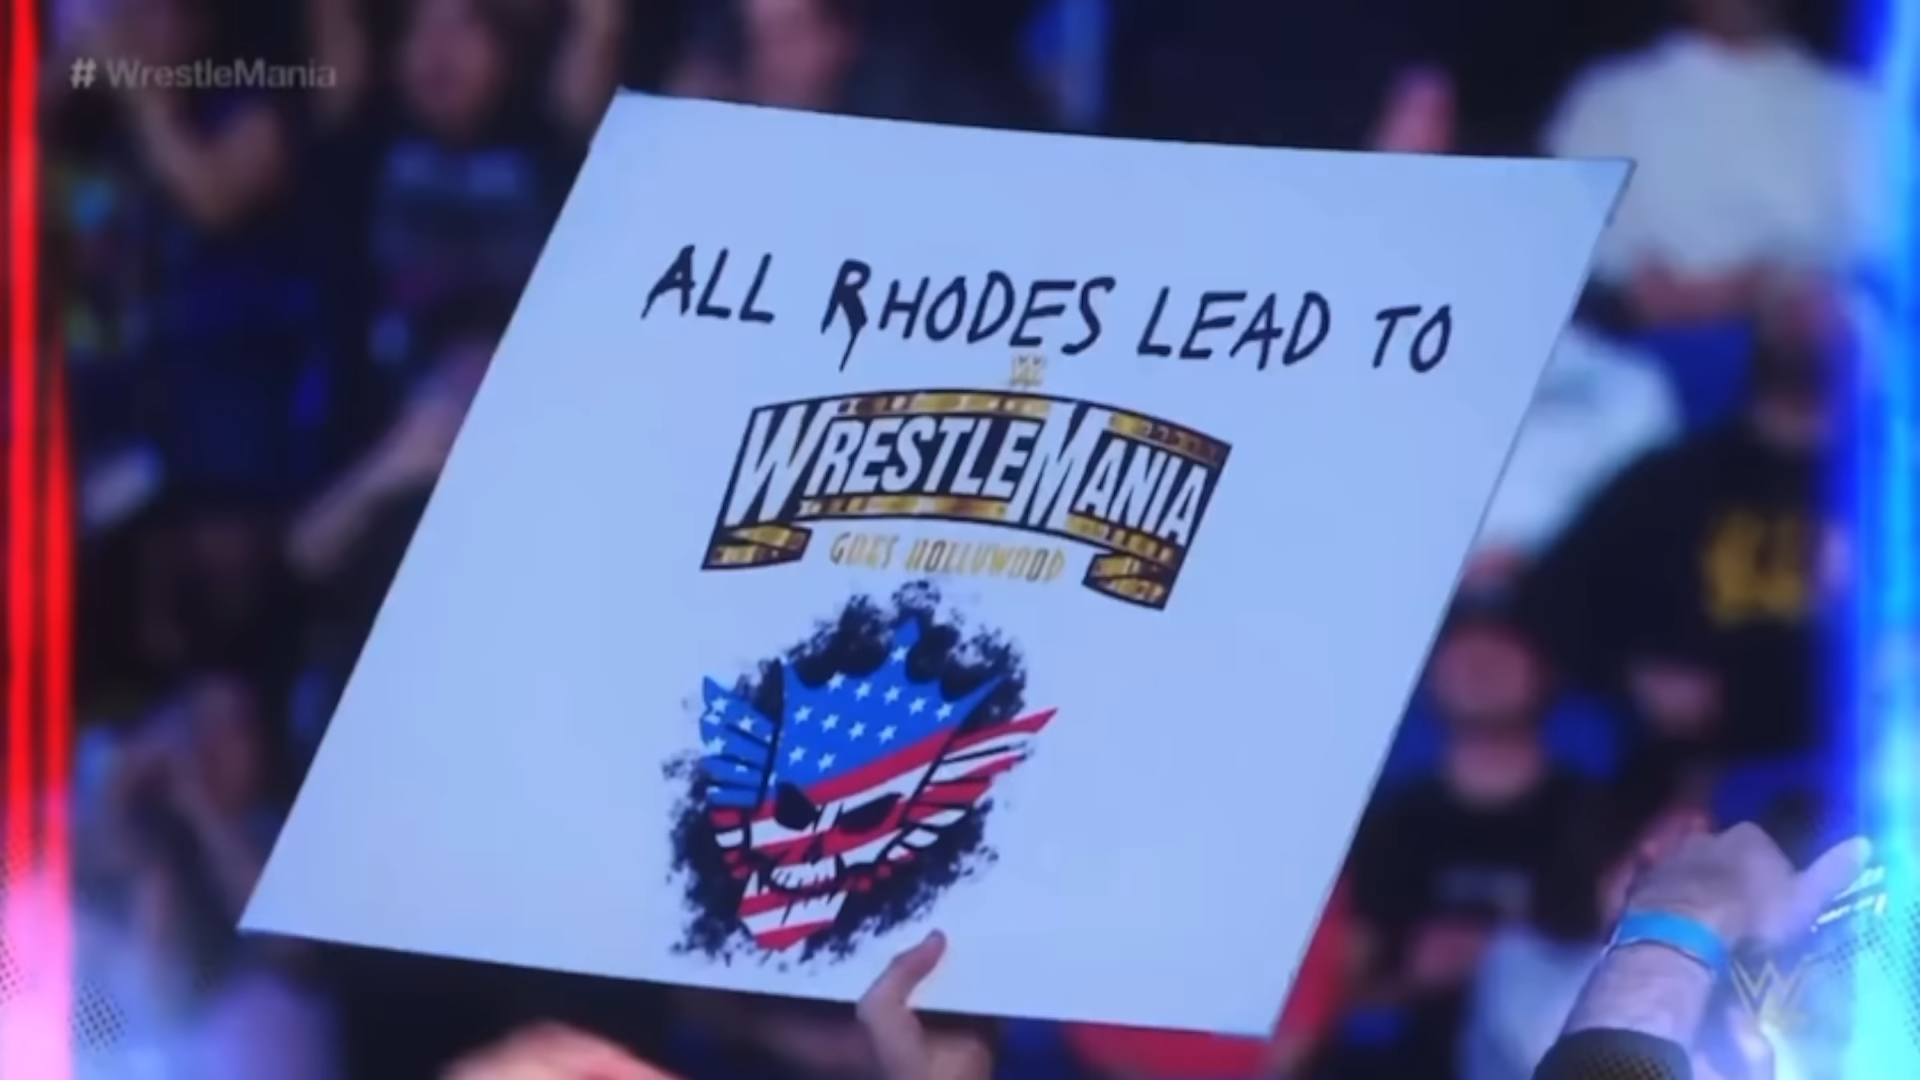 # WrestleMania
ALL RHODES LEAD TO
WRESTLEMANIA
GOES HOLLYWOOD
W